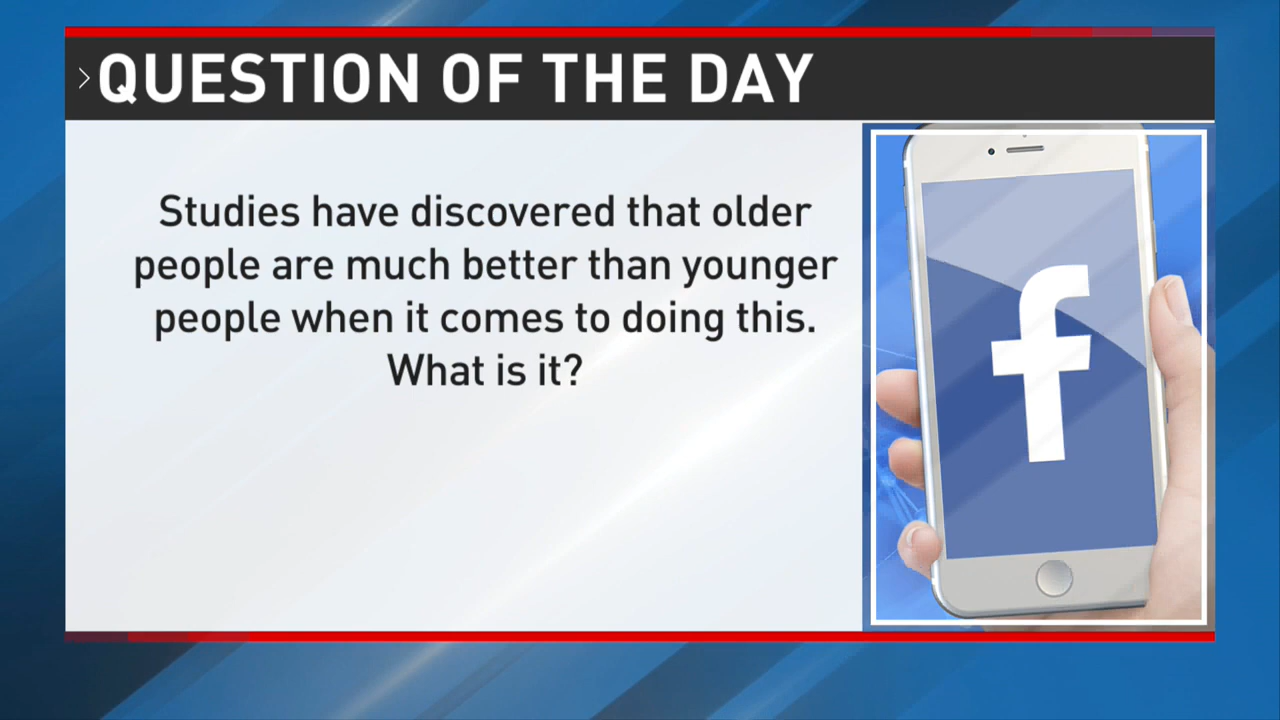 >QUESTION OF THE DAY
Studies have discovered that older
people are much better than younger
people when it comes to doing this.
What is it?
f